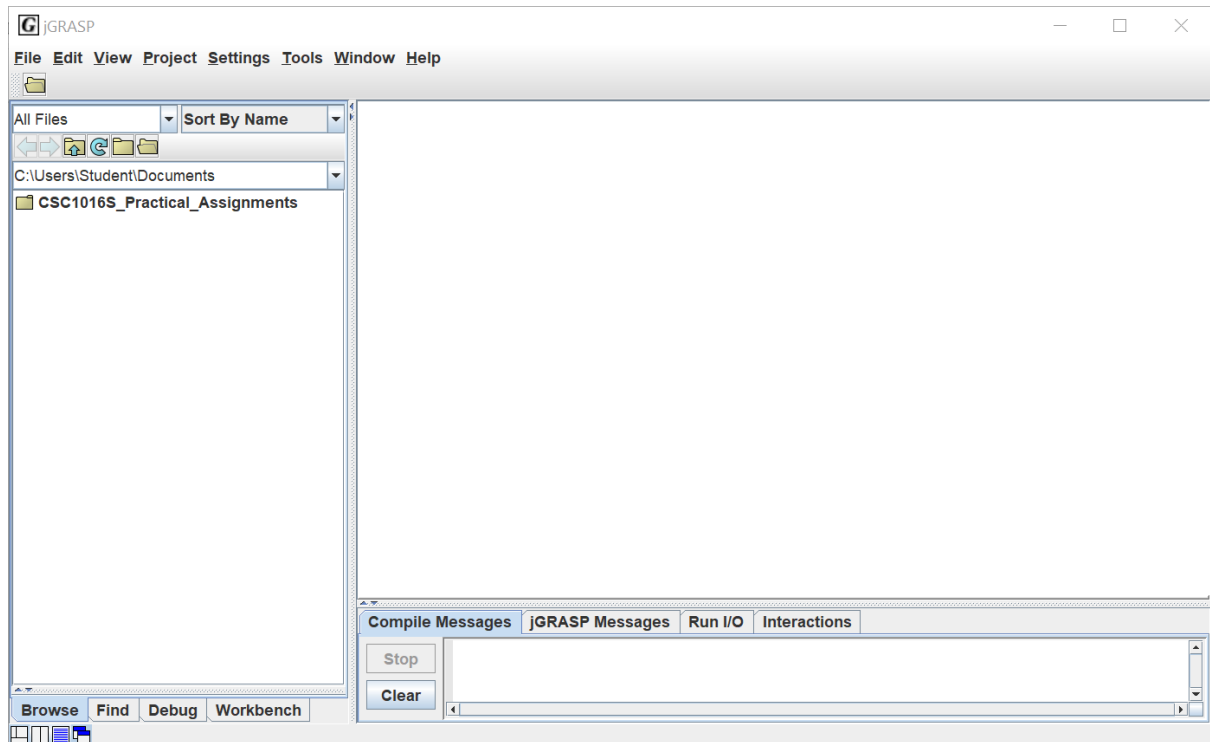 G jGRASP
File Edit View Project Settings Tools Window Help
All Files Sort By Name
C:\Users\Student\Documents
CSC1016S_Practical_Assignments
Compile Messages jGRASP Messages Run I/O Interactions
Stop
Clear
Browse Find Debug Workbench